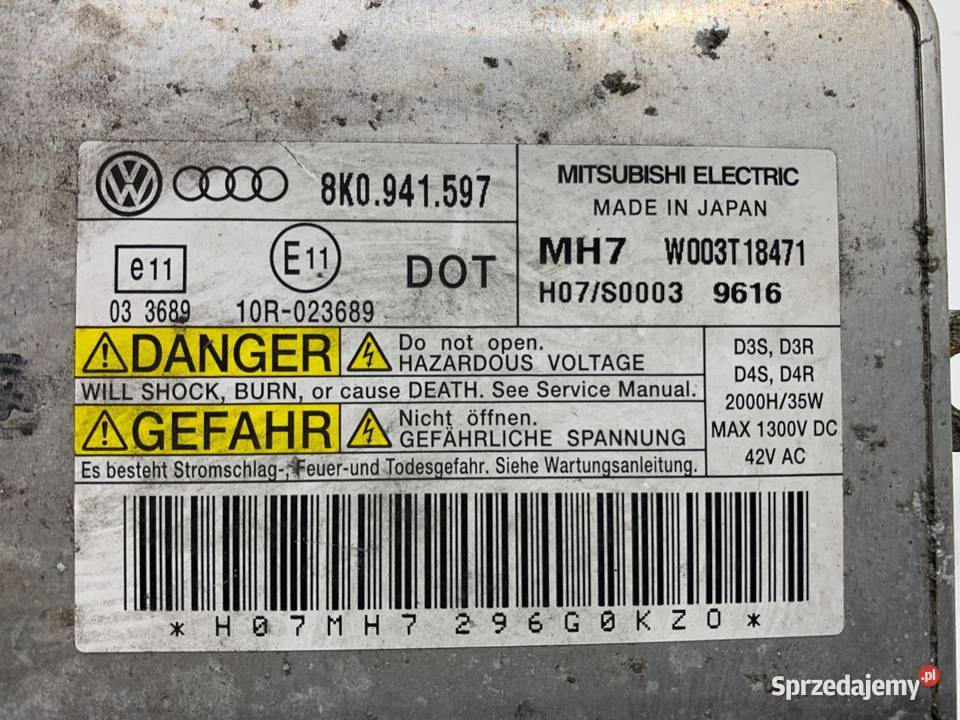 8K0.941.597
e11
03 3689
E11
10R-023689
DOT
MITSUBISHI ELECTRIC
MADE IN JAPAN
MH7 W003T18471
H07/S0003 9616
DANGER
Do not open.
HAZARDOUS VOLTAGE
WILL SHOCK, BURN, or cause DEATH. See Service Manual.
GEFAHR
Nicht öffnen.
GEFÄHRLICHE SPANNUNG
Es besteht Stromschlag-, Feuer-und Todesgefahr. Siehe Wartungsanleitung.
D3S, D3R
D4S, D4R
2000H/35W
MAX 1300V DC
42V AC
*H07MH7296G0KZ0*
Sprzedajemy.pl